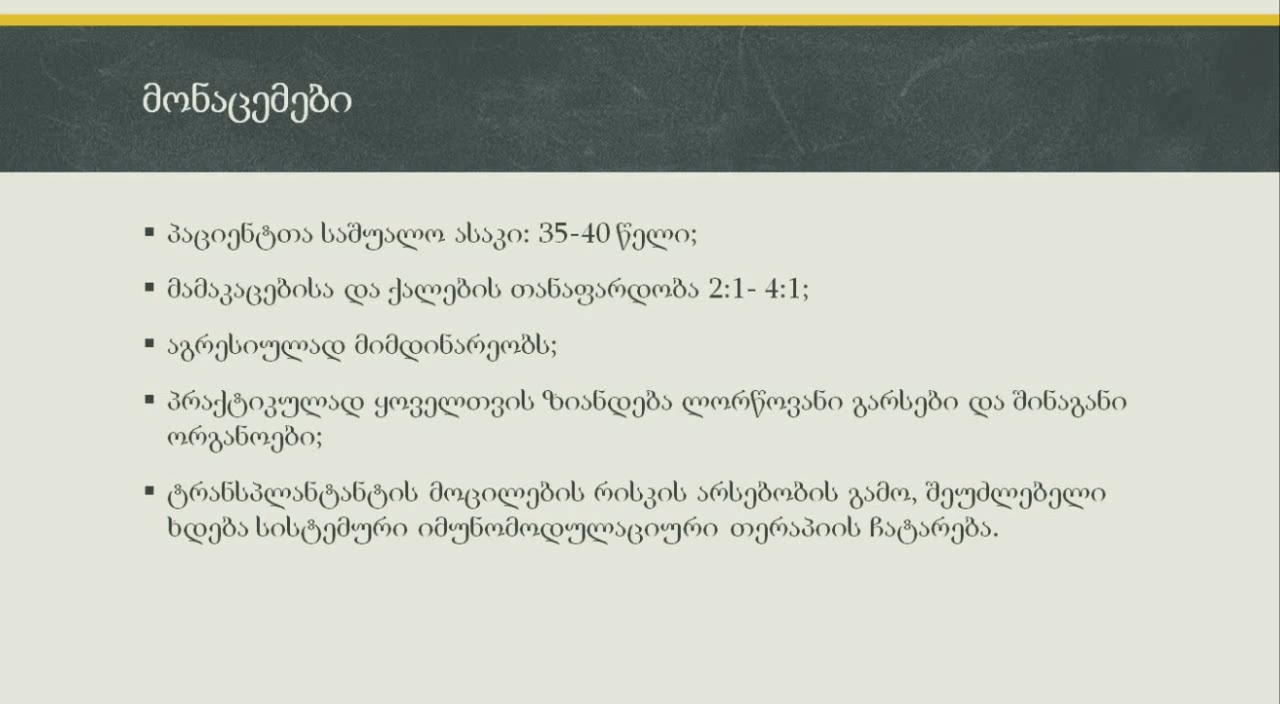 მონაცემები
▪ პაციენტთა საშუალო ასაკი: 35-40 წელი;
▪ მამაკაცებისა და ქალების თანაფარდობა 2:1- 4:1;
▪ აგრესიულად მიმდინარეობს;
▪ პრაქტიკულად ყოველთვის ზიანდება ლორწოვანი გარსები და შინაგანი
ორგანოები;
▪ ტრანსპლანტანტის მოცილების რისკის არსებობის გამო, შეუძლებელი
ხდება სისტემური იმუნომოდულაციური თერაპიის ჩატარება.